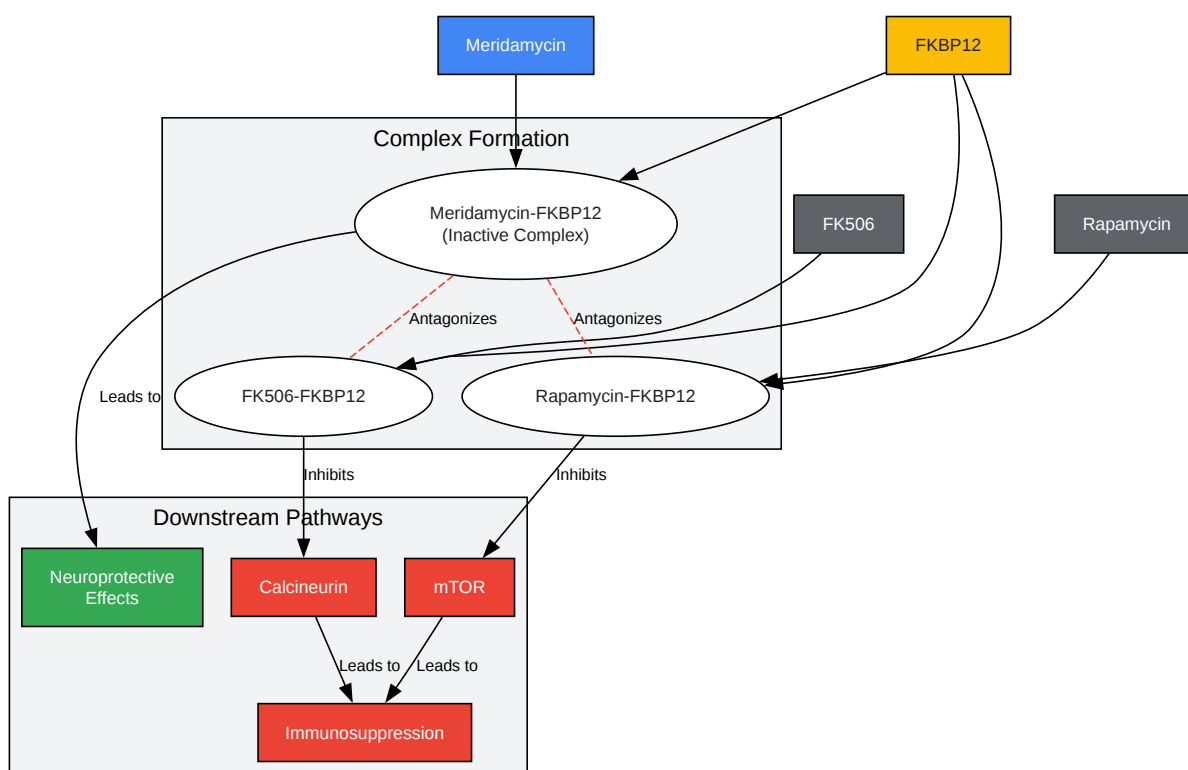 Meridamycin
FKBP12
Complex Formation
Meridamycin-FKBP12
(Inactive Complex)
FK506
Rapamycin
Antagonizes
Antagonizes
Leads to
FK506-FKBP12
Rapamycin-FKBP12
Inhibits
Inhibits
Downstream Pathways
Neuroprotective
Effects
Calcineurin
mTOR
Leads to
Leads to
Immunosuppression